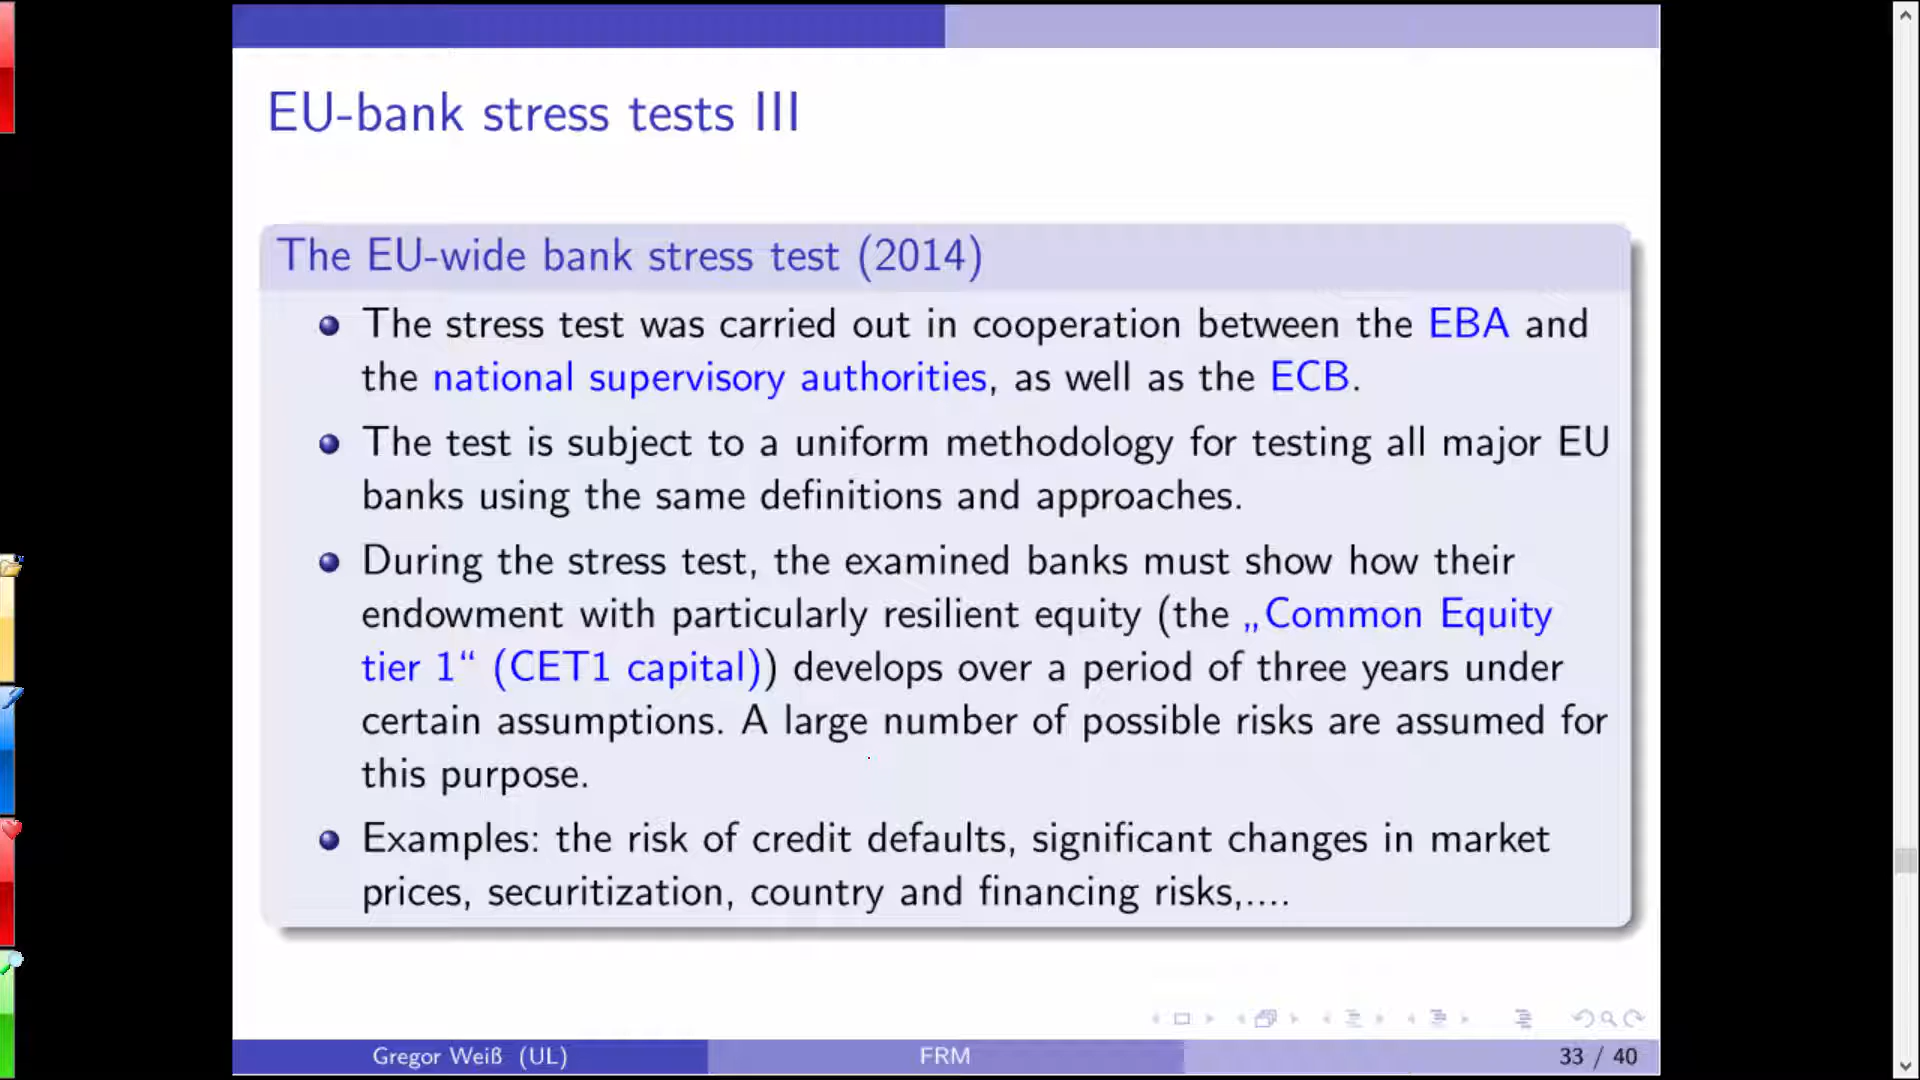 EU-bank stress tests III
The EU-wide bank stress test (2014)
The stress test was carried out in cooperation between the EBA and
the national supervisory authorities, as well as the ECB.
The test is subject to a uniform methodology for testing all major EU
banks using the same definitions and approaches.
During the stress test, the examined banks must show how their
endowment with particularly resilient equity (the „Common Equity
tier 1“ (CET1 capital)) develops over a period of three years under
certain assumptions. A large number of possible risks are assumed for
this purpose.
Examples: the risk of credit defaults, significant changes in market
prices, securitization, country and financing risks,....
Gregor Weiß (UL) FRM 33 / 40